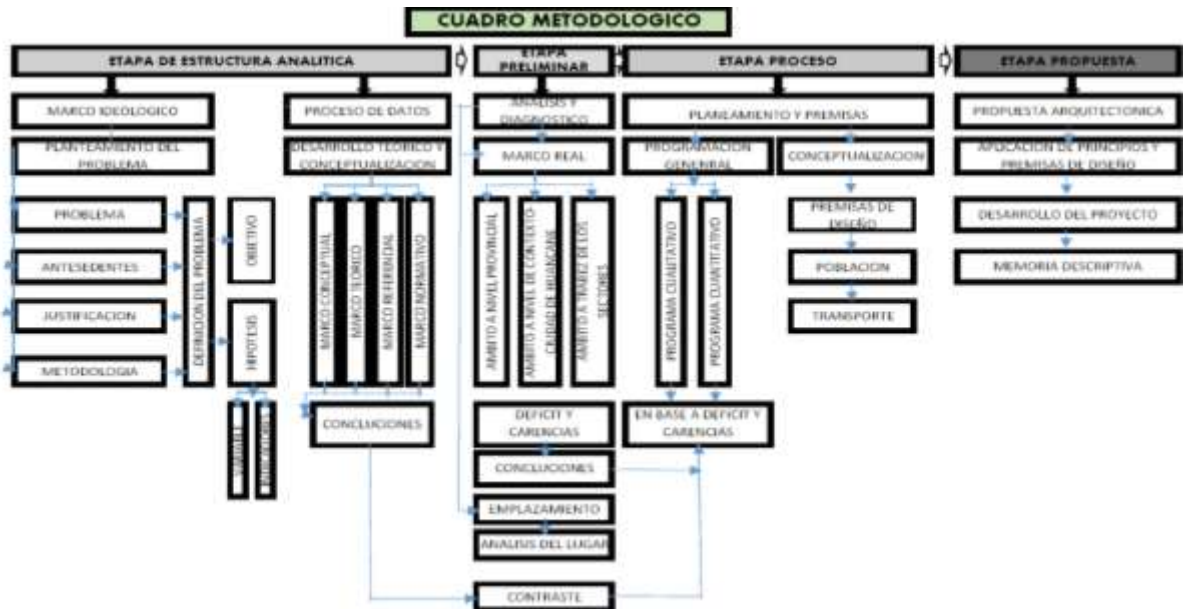 CUADRO METODOLOGICO
ETAPA DE ESTRUCTURA ANALITICA
ETAPA
PRELIMINAR
ETAPA PROCESO
ETAPA PROPUESTA
MARCO IDEOLOGICO
PROCESO DE DATOS
ANALISIS Y
DIAGNOSTICO
PLANEAMIENTO Y PREMISAS
PROPUESTA ARQUITECTONICA
PLANTEAMIENTO DEL
PROBLEMA
DESARROLLO TEORICO Y
CONCEPTUALIZACION
MARCO REAL
PROGRAMACION
GENENRAL
CONCEPTUALIZACION
APLICACION DE PRINCIPIOS Y
PREMISAS DE DISEÑO
PROBLEMA
ANTESEDENTES
JUSTIFICACION
METODOLOGIA
DEFINICION DEL PROBLEMA
OBJETIVO
HIPOTESIS
VARIABLE
INDICADORES
MARCO CONCEPTUAL
MARCO TEORICO
MARCO REFERENCIAL
MARCO NORMATIVO
CONCLUCIONES
AMBITO A NIVEL PROVINCIAL
AMBITO A NIVEL DE CONTEXTO
CIUDAD DE HUANCANE
AMBITO A TRAVEZ DE LOS
SECTORES
DEFICIT Y
CARENCIAS
CONCLUCIONES
EMPLAZAMIENTO
ANALISIS DEL LUGAR
CONTRASTE
PROGRAMA CUALITATIVO
PROGRAMA CUANTITATIVO
EN BASE A DEFICIT Y
CARENCIAS
PREMISAS DE
DISEÑO
POBLACION
TRANSPORTE
DESARROLLO DEL PROYECTO
MEMORIA DESCRIPTIVA